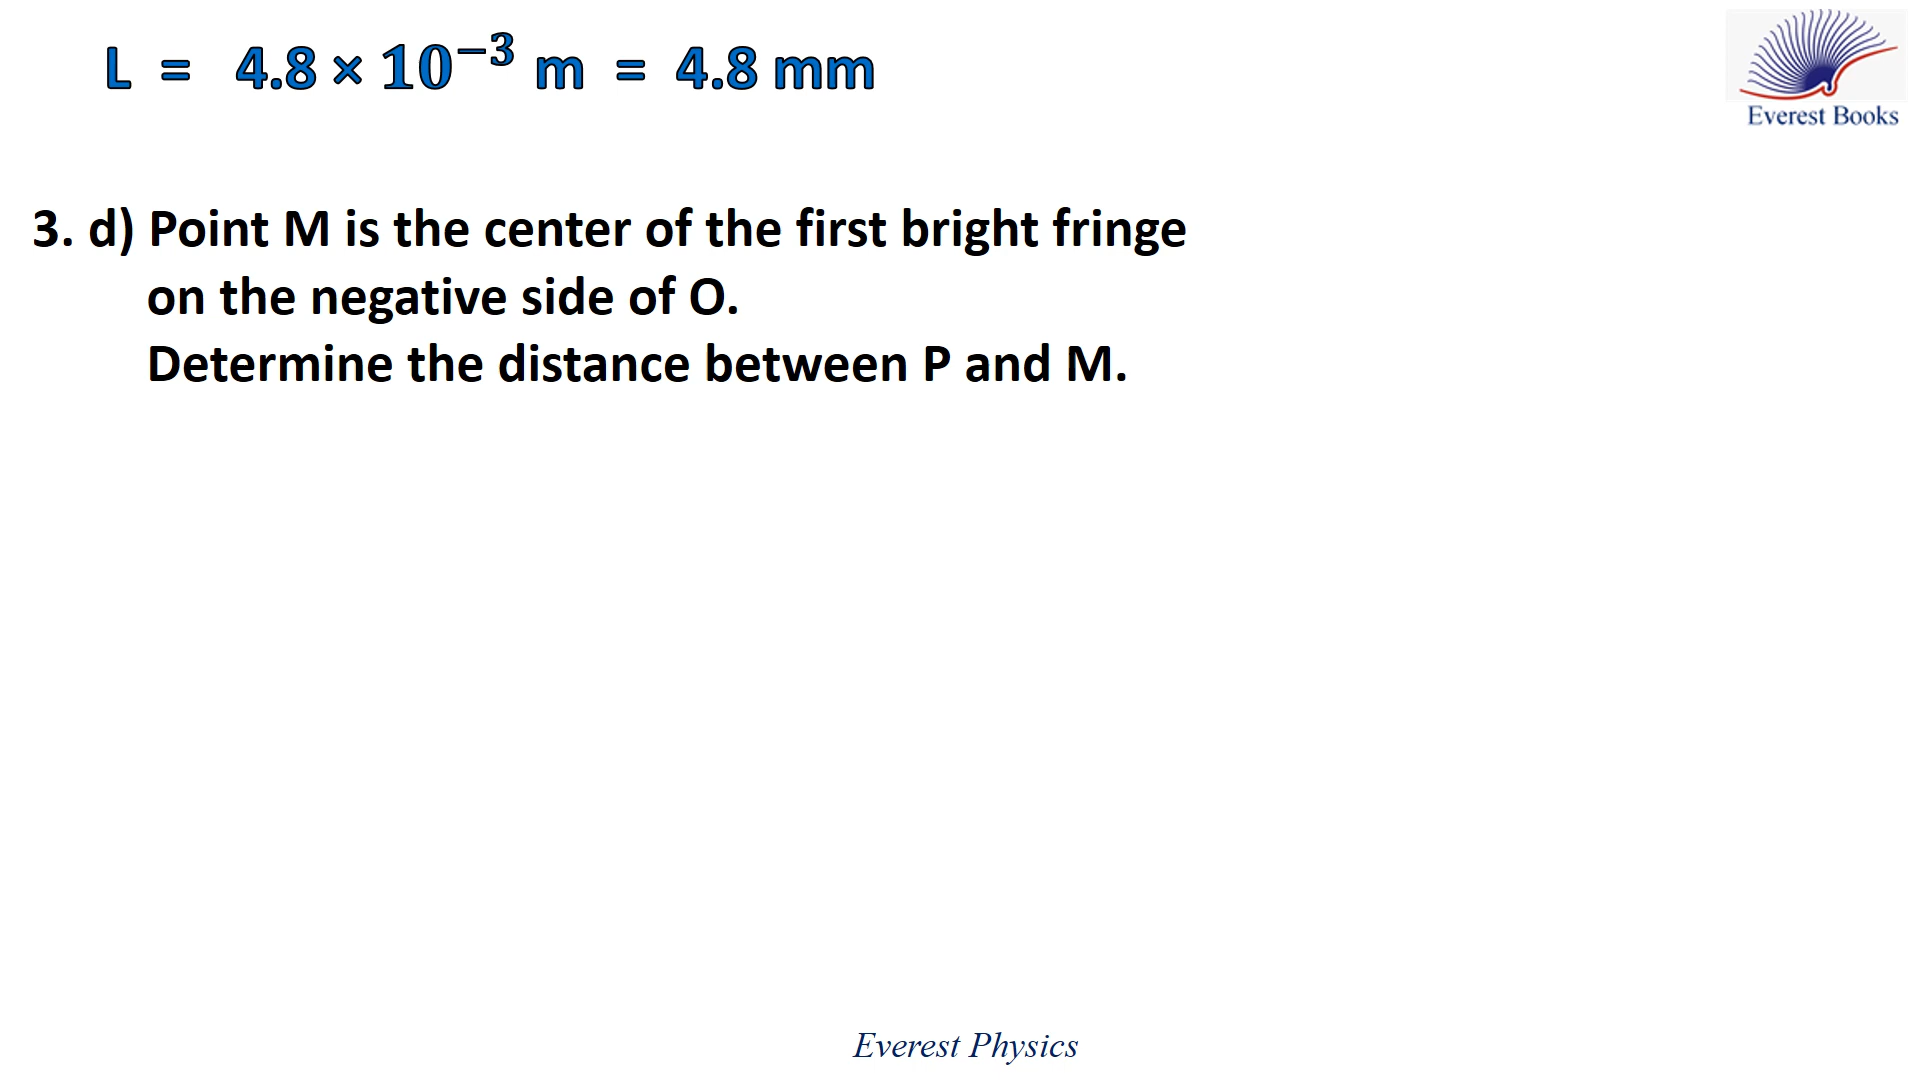 L = 4.8 × 10⁻³ m = 4.8 mm
Everest Books
3. d) Point M is the center of the first bright fringe
on the negative side of O.
Determine the distance between P and M.
Everest Physics